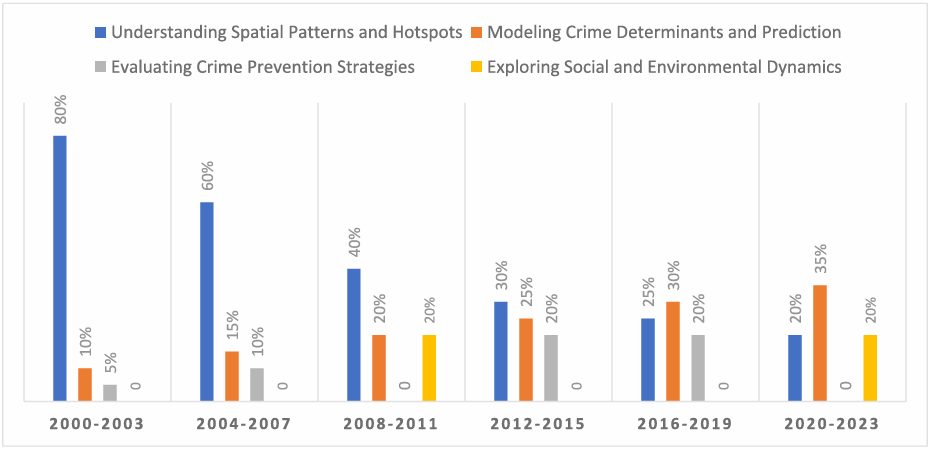 Understanding Spatial Patterns and Hotspots Modeling Crime Determinants and Prediction
Evaluating Crime Prevention Strategies Exploring Social and Environmental Dynamics
80% 10% 5% 0
60% 15% 10% 0
40% 20% 0 20%
30% 25% 20% 0
25% 30% 20% 0
20% 35% 0 20%
2000-2003 2004-2007 2008-2011 2012-2015 2016-2019 2020-2023